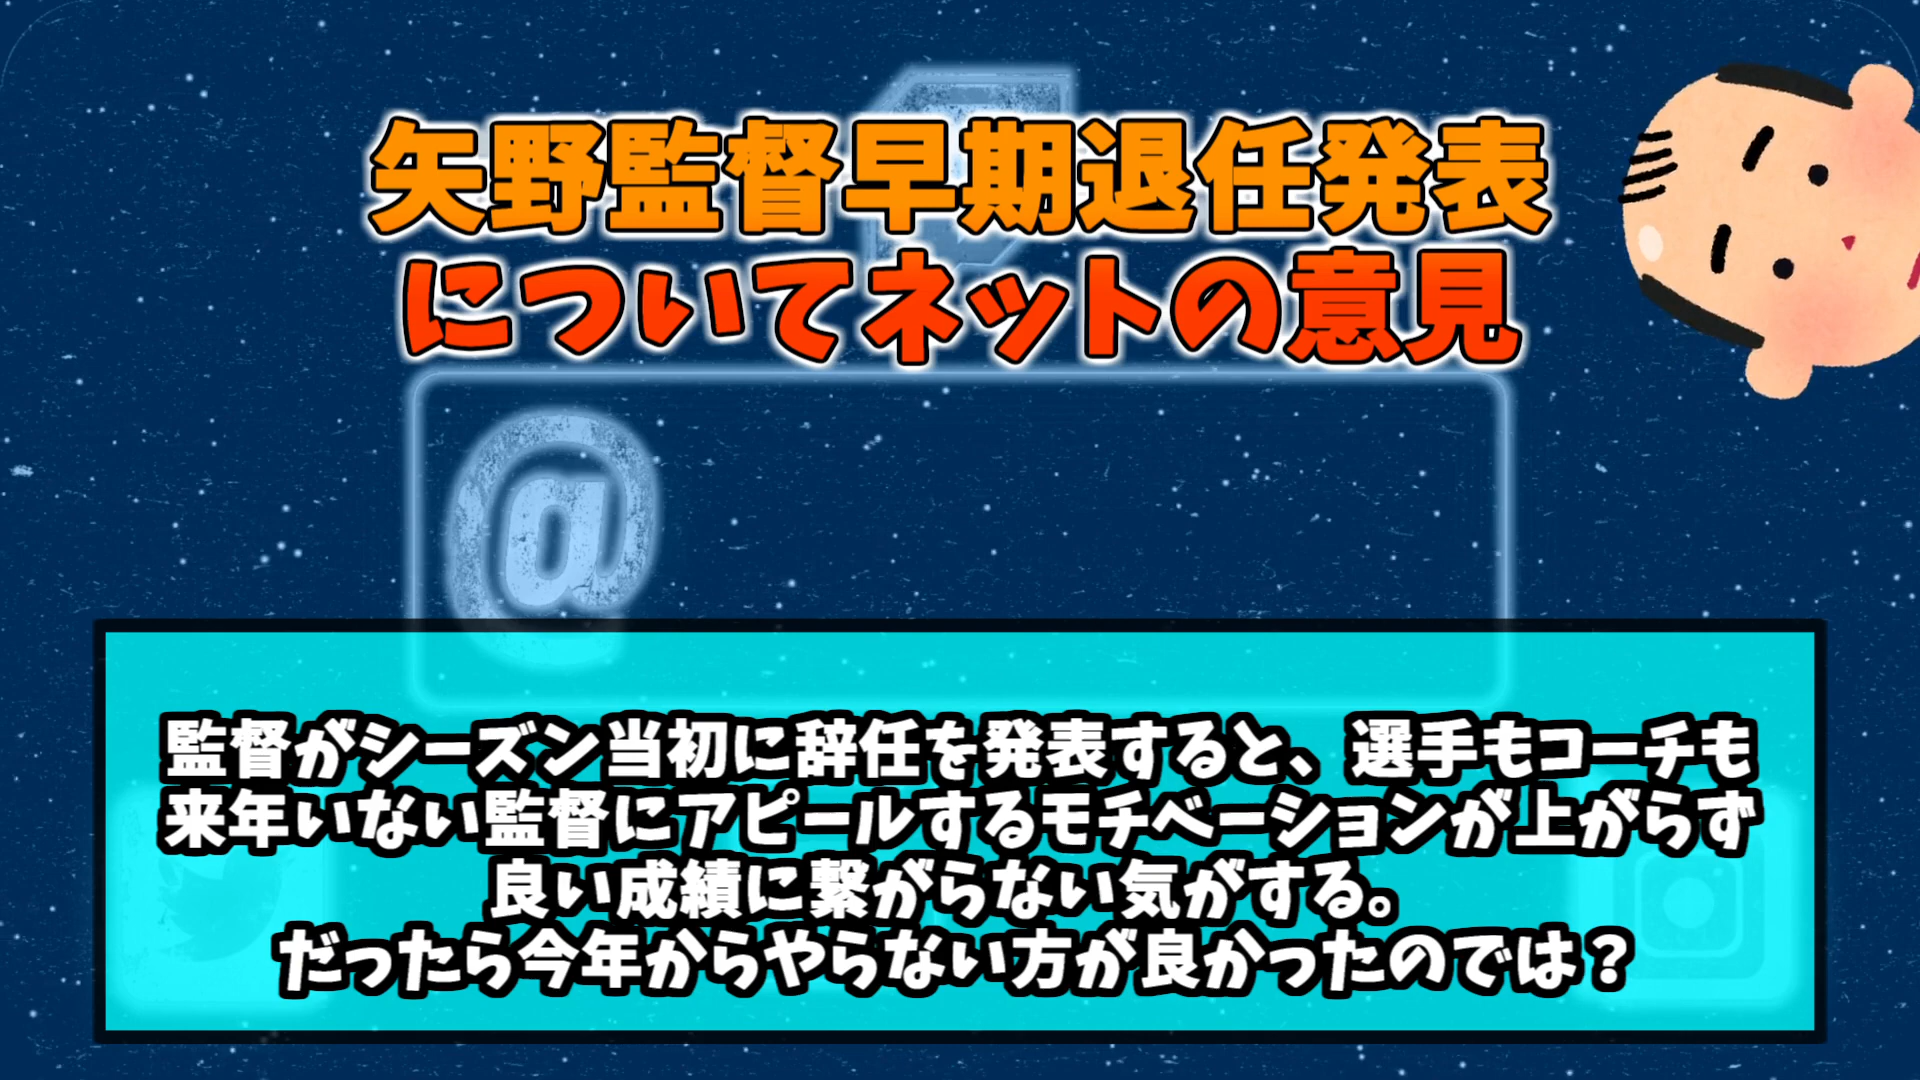 矢野監督早期退任発表
についてネットの意見
@
監督がシーズン当初に辞任を発表すると、選手もコーチも
来年いない監督にアピールするモチベーションが上がらず
良い成績に繋がらない気がする。
だったら今年からやらない方が良かったのでは？